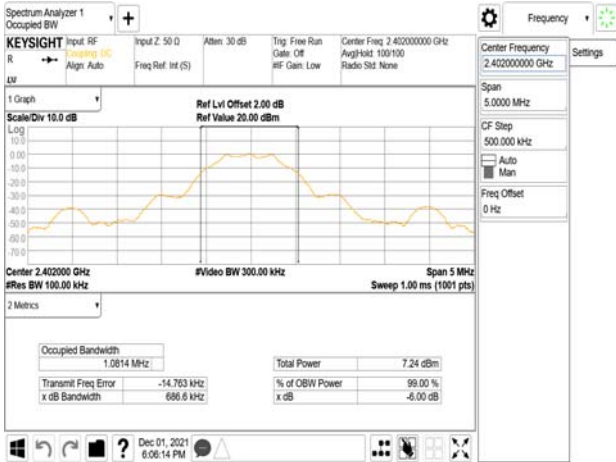 Spectrum Analyzer 1
Occupied BW
Frequency
KEYSIGHT
R
Input: RF
Coupling: DC
Align: Auto
Input Z: 50 Ω
Freq Ref: Int (S)
Atten: 30 dB
Trig: Free Run
Gate: Off
#IF Gain: Low
Center Freq: 2.402000000 GHz
Avg|Hold: 100/100
Radio Std: None
Center Frequency
2.402000000 GHz
Settings
Span
5.0000 MHz
CF Step
500.000 kHz
Auto
Man
Freq Offset
0 Hz
1 Graph
Scale/Div 10.0 dB
Ref Lvl Offset 2.00 dB
Ref Value 20.00 dBm
Log
10.0
0.00
-10.0
-20.0
-30.0
-40.0
-50.0
-60.0
-70.0
Center 2.402000 GHz
#Video BW 300.00 kHz
Span 5 MHz
#Res BW 100.00 kHz
Sweep 1.00 ms (1001 pts)
2 Metrics
Occupied Bandwidth
1.0814 MHz
Total Power 7.24 dBm
Transmit Freq Error -14.763 kHz
% of OBW Power 99.00 %
x dB Bandwidth 686.6 kHz
x dB -6.00 dB
?
Dec 01, 2021
6:06:14 PM